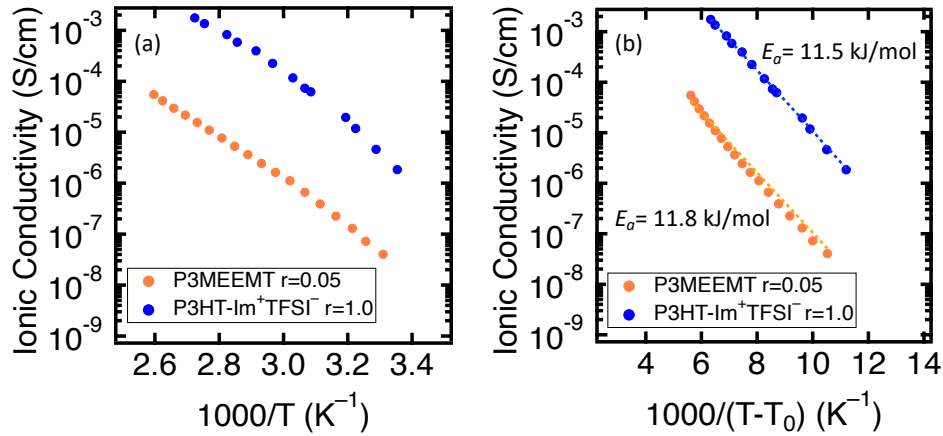 (a)
Ionic Conductivity (S/cm)
10⁻³
10⁻⁴
10⁻⁵
10⁻⁶
10⁻⁷
10⁻⁸
10⁻⁹
P3MEEMT r=0.05
P3HT-Im⁺TFSI⁻ r=1.0
2.6 2.8 3.0 3.2 3.4
1000/T (K⁻¹)
(b)
Ionic Conductivity (S/cm)
10⁻³
10⁻⁴
10⁻⁵
10⁻⁶
10⁻⁷
10⁻⁸
10⁻⁹
Eₐ = 11.5 kJ/mol
Eₐ = 11.8 kJ/mol
P3MEEMT r=0.05
P3HT-Im⁺TFSI⁻ r=1.0
4 6 8 10 12 14
1000/(T-T₀) (K⁻¹)